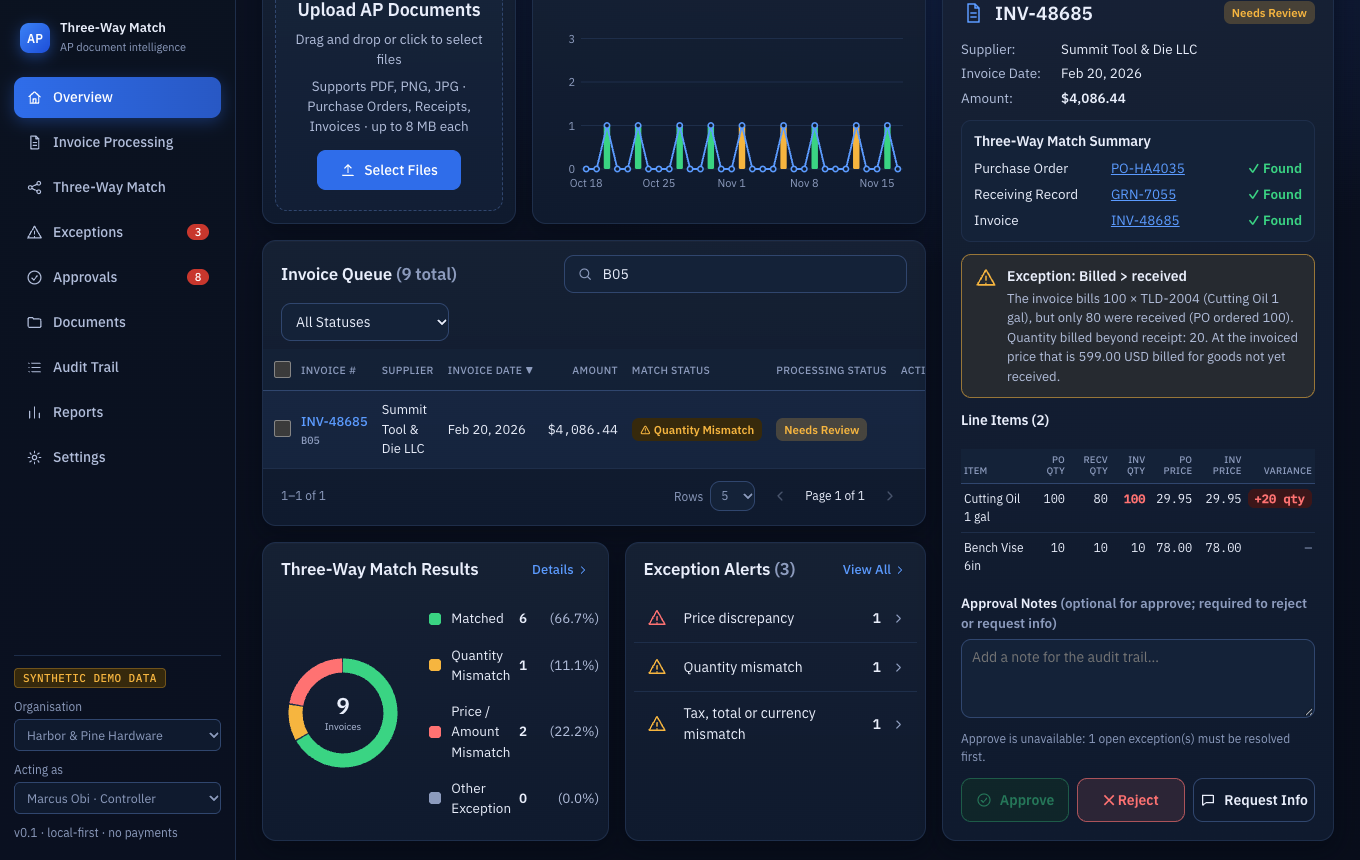 AP
Three-Way Match
AP document intelligence
Overview
Invoice Processing
Three-Way Match
Exceptions 3
Approvals 8
Documents
Audit Trail
Reports
Settings
SYNTHETIC DEMO DATA
Organisation
Harbor & Pine Hardware
Acting as
Marcus Obi · Controller
v0.1 · local-first · no payments
Upload AP Documents
Drag and drop or click to select
files
Supports PDF, PNG, JPG ·
Purchase Orders, Receipts,
Invoices · up to 8 MB each
Select Files
3
2
1
0
Oct 18 Oct 25 Nov 1 Nov 8 Nov 15
Invoice Queue (9 total)
B05
All Statuses
INVOICE # SUPPLIER INVOICE DATE ▼ AMOUNT MATCH STATUS PROCESSING STATUS ACTI
INV-48685
B05
Summit
Tool &
Die LLC
Feb 20, 2026
$4,086.44
Quantity Mismatch
Needs Review
1–1 of 1
Rows 5
Page 1 of 1
Three-Way Match Results
Details
9
Invoices
Matched 6 (66.7%)
Quantity
Mismatch 1 (11.1%)
Price /
Amount
Mismatch 2 (22.2%)
Other
Exception 0 (0.0%)
Exception Alerts (3)
View All
Price discrepancy 1
Quantity mismatch 1
Tax, total or currency
mismatch 1
INV-48685
Needs Review
Supplier: Summit Tool & Die LLC
Invoice Date: Feb 20, 2026
Amount: $4,086.44
Three-Way Match Summary
Purchase Order PO-HA4035 ✓ Found
Receiving Record GRN-7055 ✓ Found
Invoice INV-48685 ✓ Found
Exception: Billed > received
The invoice bills 100 × TLD-2004 (Cutting Oil 1
gal), but only 80 were received (PO ordered 100).
Quantity billed beyond receipt: 20. At the invoiced
price that is 599.00 USD billed for goods not yet
received.
Line Items (2)
ITEM PO QTY RECV QTY INV QTY PO PRICE INV PRICE VARIANCE
Cutting Oil 100 80 100 29.95 29.95 +20 qty
1 gal
Bench Vise 10 10 10 78.00 78.00 —
6in
Approval Notes (optional for approve; required to reject
or request info)
Add a note for the audit trail…
Approve is unavailable: 1 open exception(s) must be resolved
first.
Approve
Reject
Request Info